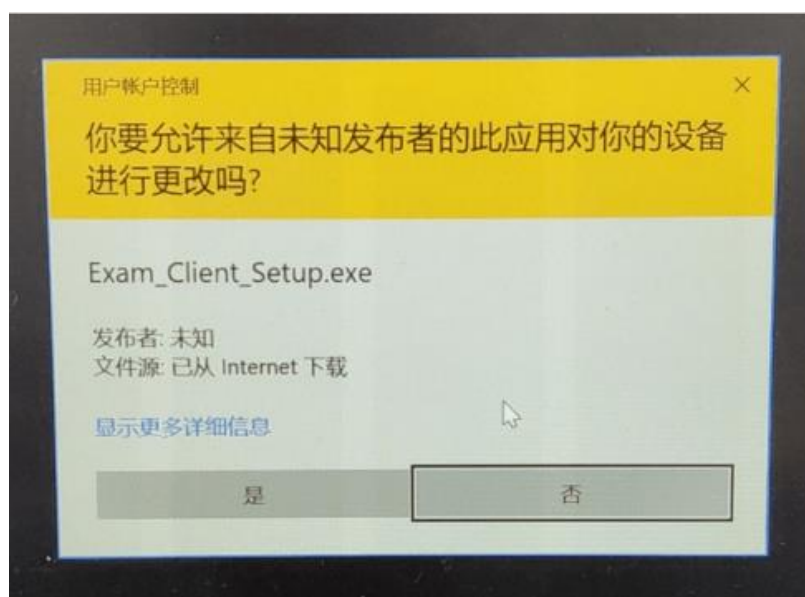 用户帐户控制
你要允许来自未知发布者的此应用对你的设备
进行更改吗?
Exam_Client_Setup.exe
发布者: 未知
文件源: 已从 Internet 下载
显示更多详细信息
是
否